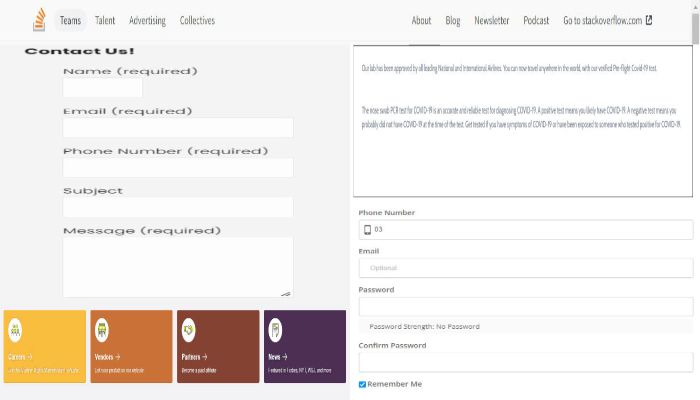 Teams Talent Advertising Collectives About Blog Newsletter Podcast Go to stackoverflow.com
Contact Us!
Name (required)
Email (required)
Phone Number (required)
Subject
Message (required)
Careers →
Vendors →
List your product on our website
Partners →
Become a paid affiliate
News →
Our lab has been approved by all leading National and International Airlines. You can now travel anywhere in the world, with our verified Pre-flight Covid-19 test.
The nose swab PCR test for COVID-19 is an accurate and reliable test for diagnosing COVID-19. A positive test means you likely have COVID-19. A negative test means you
probably did not have COVID-19 at the time of the test. Get tested if you have symptoms of COVID-19 or have been exposed to someone who tested positive for COVID-19.
Phone Number
03
Email
Optional
Password
Password Strength: No Password
Confirm Password
Remember Me